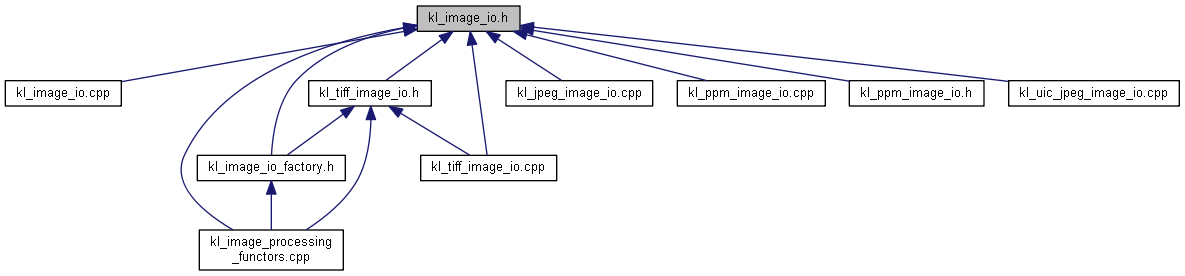 kl_image_io.h
kl_image_io.cpp
kl_tiff_image_io.h
kl_jpeg_image_io.cpp
kl_ppm_image_io.cpp
kl_ppm_image_io.h
kl_uic_jpeg_image_io.cpp
kl_image_io_factory.h
kl_tiff_image_io.cpp
kl_image_processing
_functors.cpp